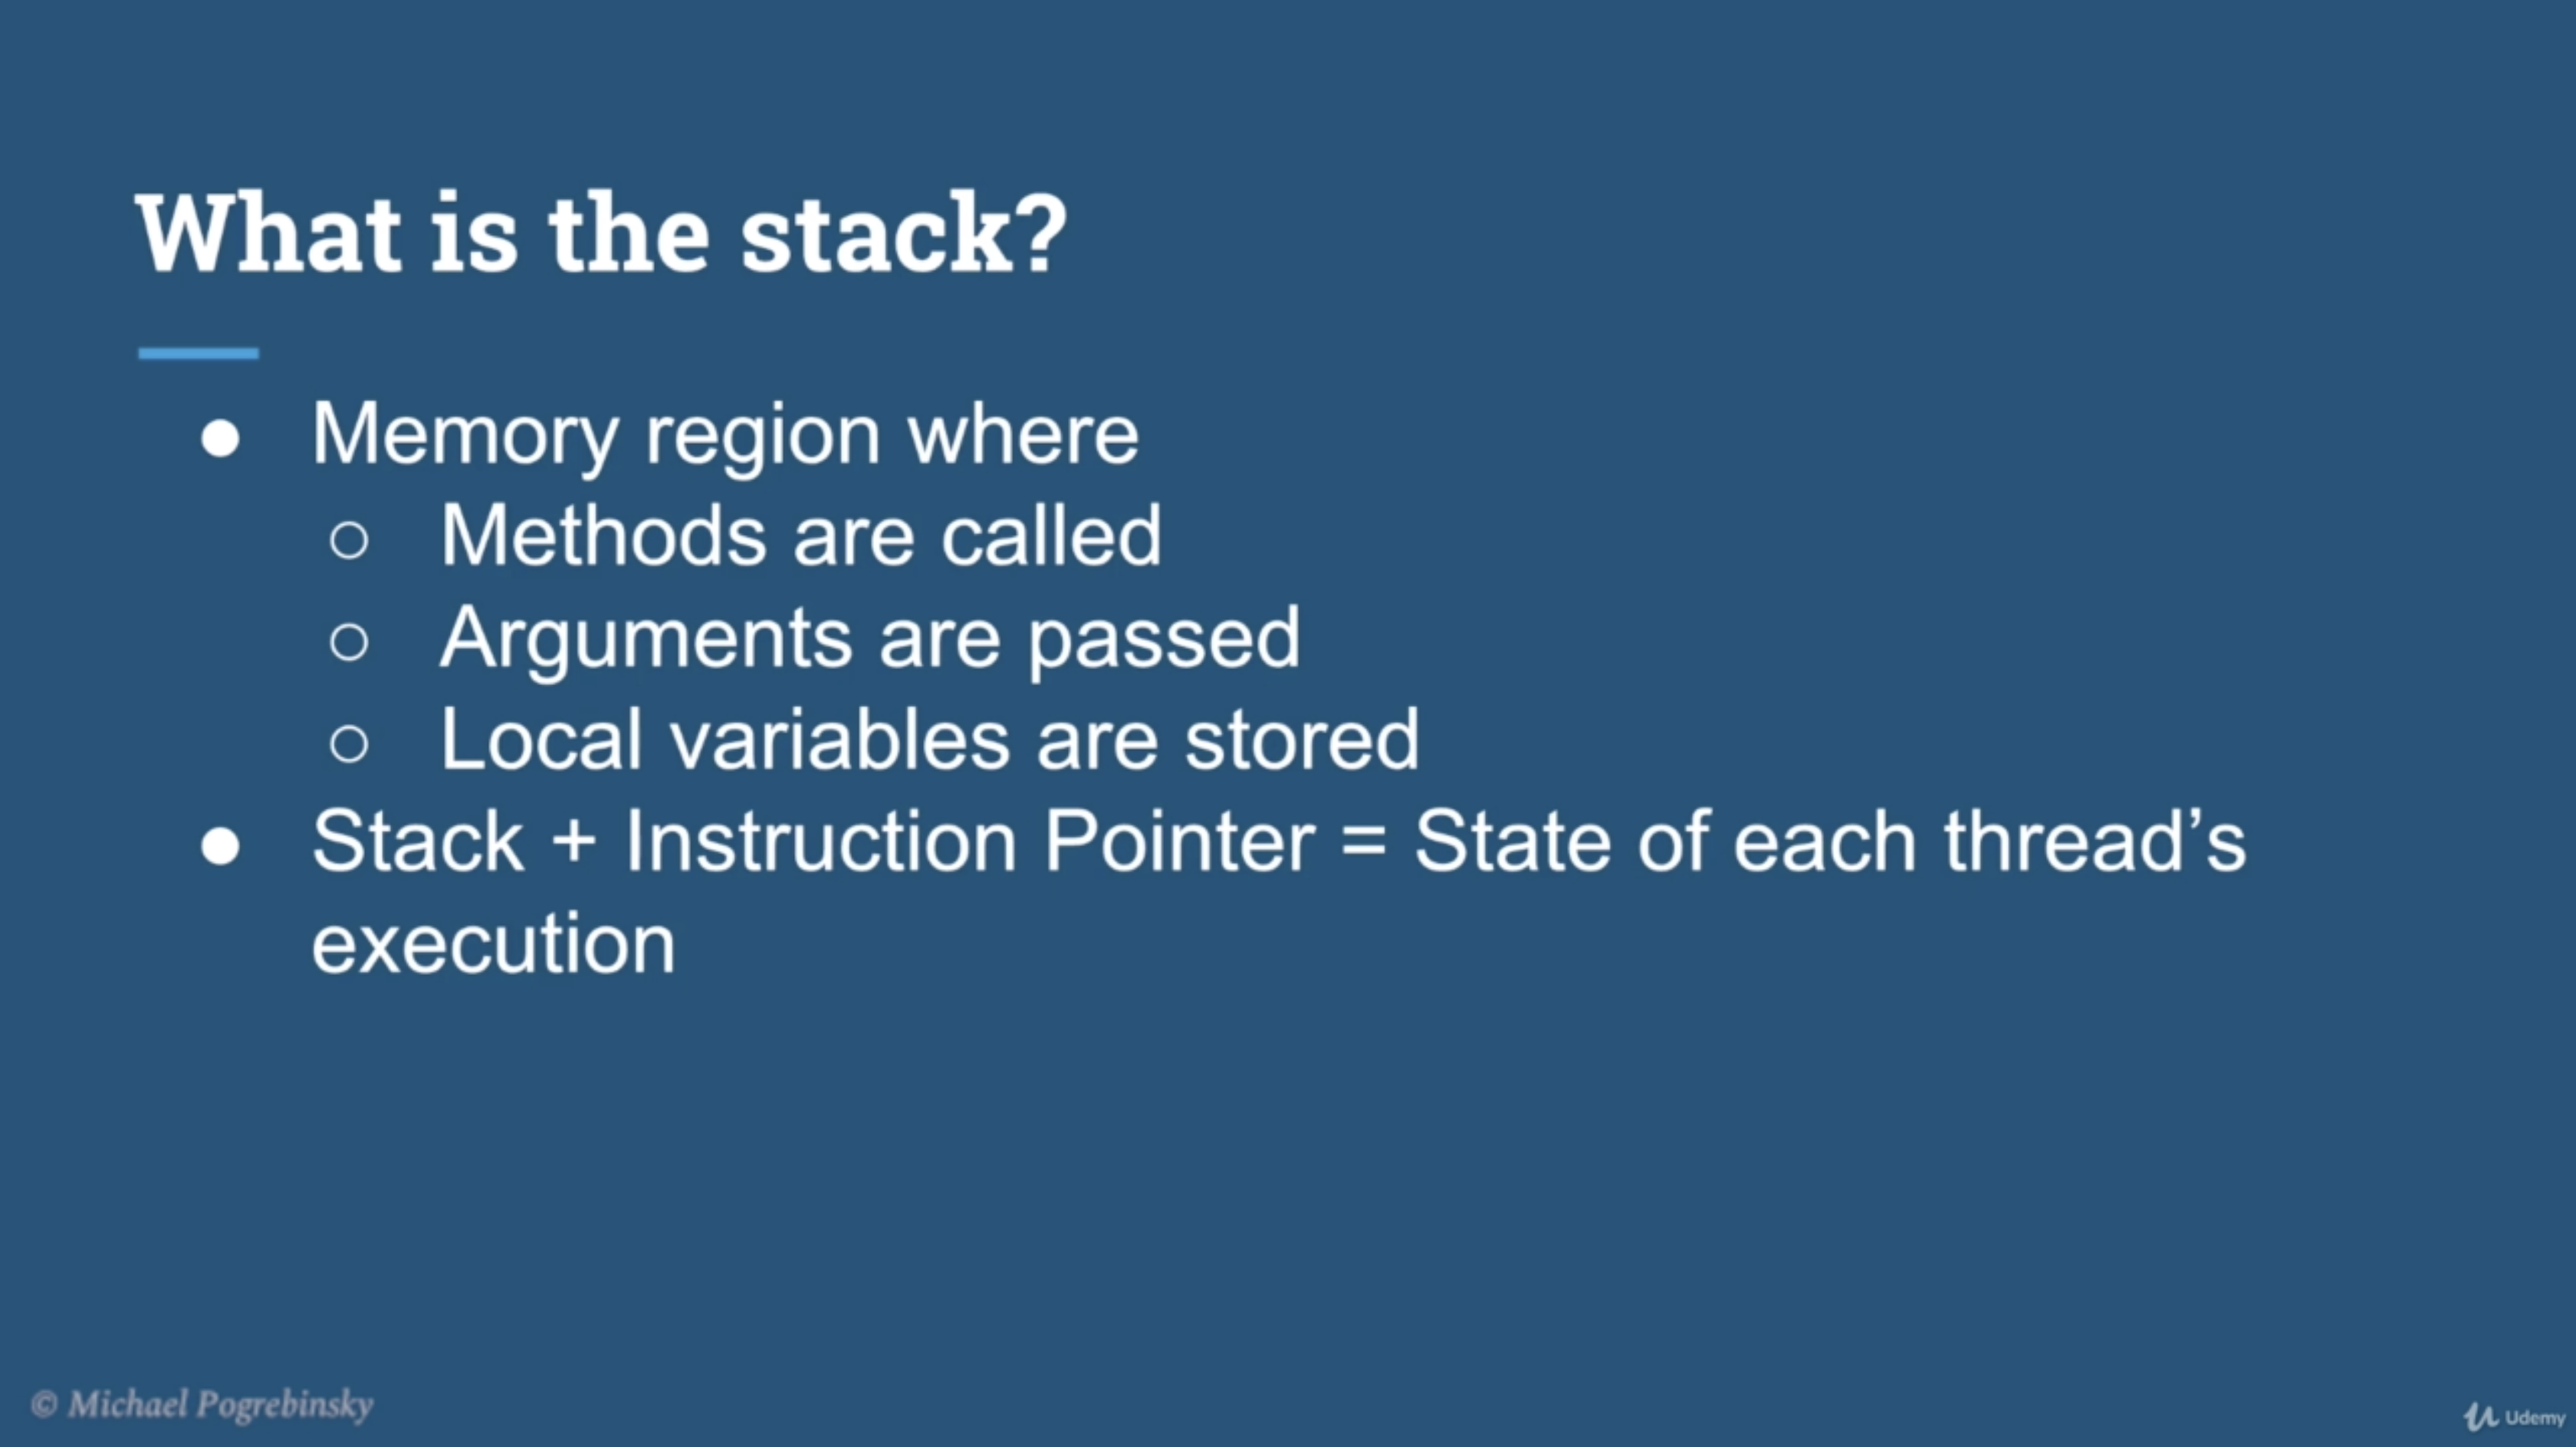 What is the stack?
● Memory region where
○ Methods are called
○ Arguments are passed
○ Local variables are stored
● Stack + Instruction Pointer = State of each thread’s
execution
© Michael Pogrebinsky
Udemy